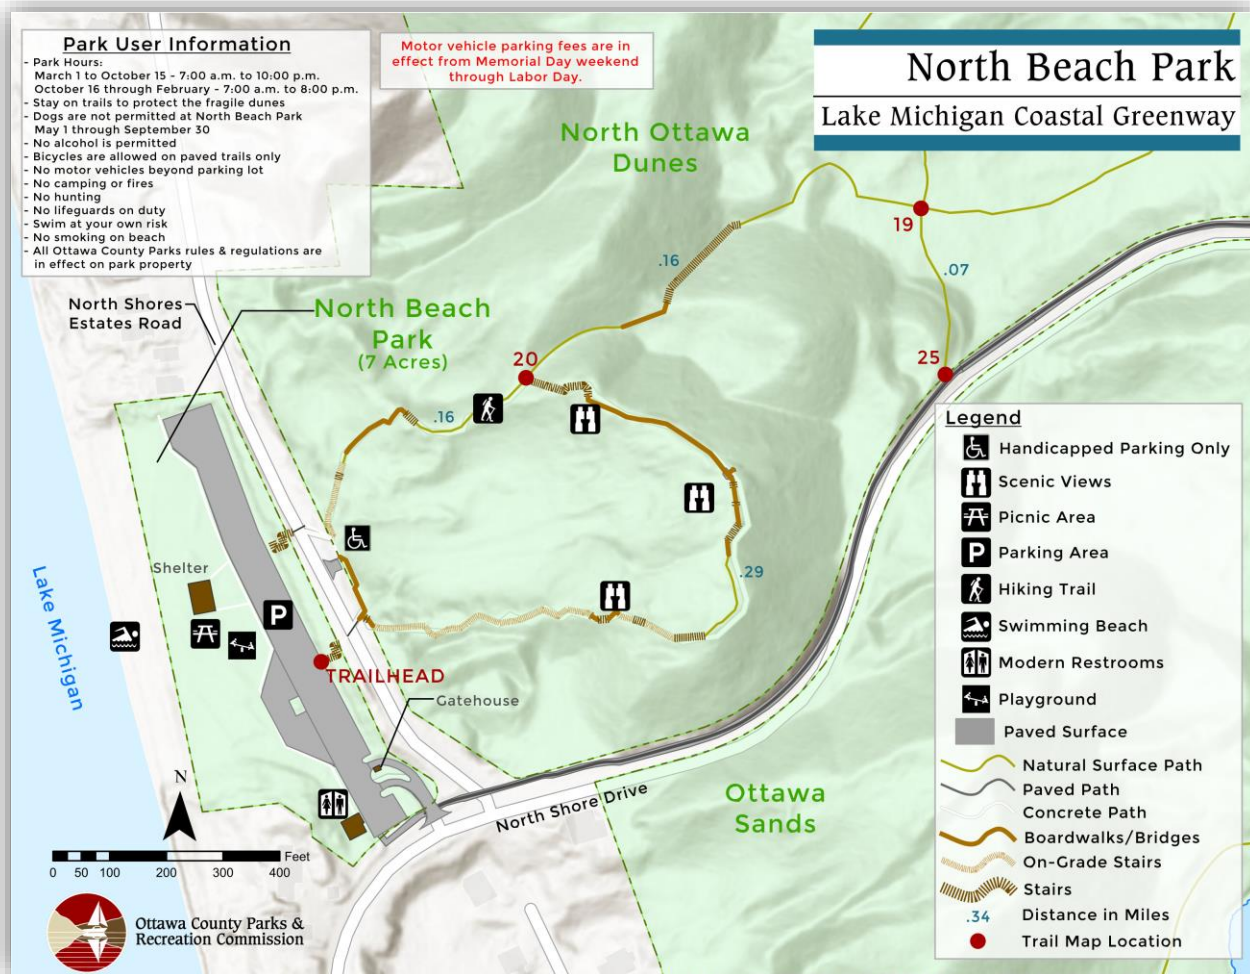 Park User Information
- Park Hours:
March 1 to October 15 - 7:00 a.m. to 10:00 p.m.
October 16 through February - 7:00 a.m. to 8:00 p.m.
- Stay on trails to protect the fragile dunes
- Dogs are not permitted at North Beach Park
May 1 through September 30
- No alcohol is permitted
- Bicycles are allowed on paved trails only
- No motor vehicles beyond parking lot
- No camping or fires
- No hunting
- No lifeguards on duty
- Swim at your own risk
- No smoking on beach
- All Ottawa County Parks rules & regulations are
in effect on park property
Motor vehicle parking fees are in
effect from Memorial Day weekend
through Labor Day.
North Beach Park
Lake Michigan Coastal Greenway
North Ottawa
Dunes
19
.16
.07
North Shores
Estates Road
North Beach
Park
(7 Acres)
20
25
.16
Shelter
P
.29
Lake Michigan
TRAILHEAD
Gatehouse
North Shore Drive
Ottawa
Sands
N
Feet
0 50 100 200 300 400
Ottawa County Parks &
Recreation Commission
Legend
Handicapped Parking Only
Scenic Views
Picnic Area
P Parking Area
Hiking Trail
Swimming Beach
Modern Restrooms
Playground
Paved Surface
Natural Surface Path
Paved Path
Concrete Path
Boardwalks/Bridges
On-Grade Stairs
Stairs
.34 Distance in Miles
Trail Map Location